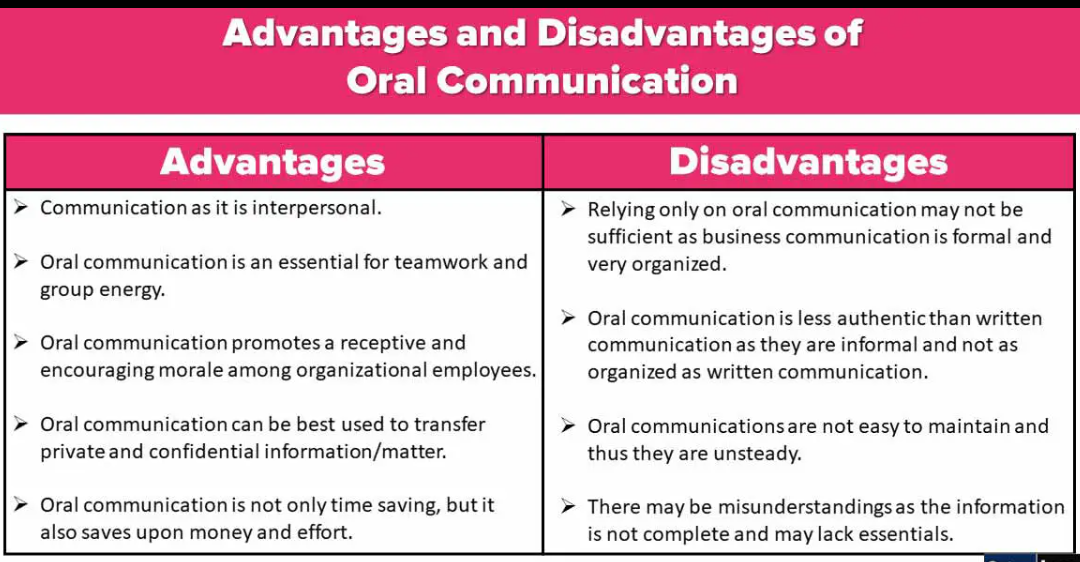 Advantages and Disadvantages of
Oral Communication
Advantages
➤ Communication as it is interpersonal.
➤ Oral communication is an essential for teamwork and
group energy.
➤ Oral communication promotes a receptive and
encouraging morale among organizational employees.
➤ Oral communication can be best used to transfer
private and confidential information/matter.
➤ Oral communication is not only time saving, but it
also saves upon money and effort.
Disadvantages
➤ Relying only on oral communication may not be
sufficient as business communication is formal and
very organized.
➤ Oral communication is less authentic than written
communication as they are informal and not as
organized as written communication.
➤ Oral communications are not easy to maintain and
thus they are unsteady.
➤ There may be misunderstandings as the information
is not complete and may lack essentials.